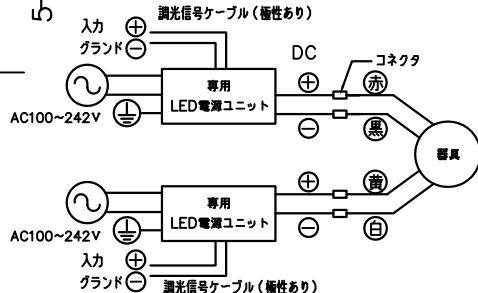 調光信号ケーブル(極性あり)
入力 ⊕
グランド ⊖
DC
コネクタ
専用
LED電源ユニット
AC100~242V
⊕ 赤
⊖ 黒
器具
⊕ 黄
⊖ 白
専用
LED電源ユニット
AC100~242V
入力 ⊕
グランド ⊖
調光信号ケーブル(極性あり)